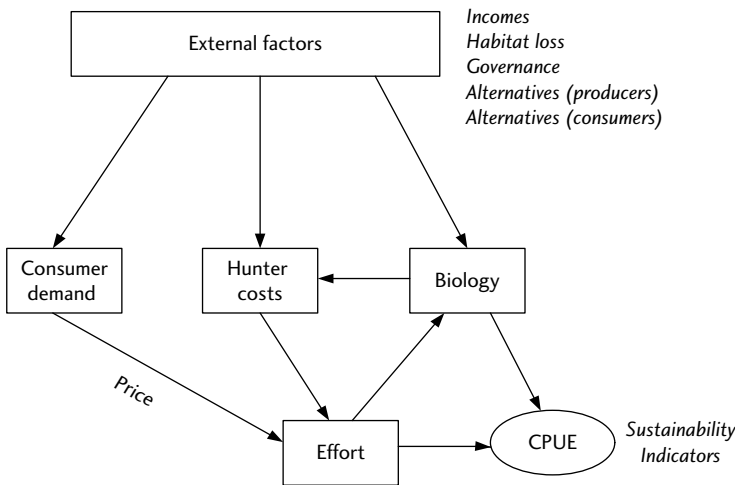 External factors
Incomes
Habitat loss
Governance
Alternatives (producers)
Alternatives (consumers)
Consumer
demand
Hunter
costs
Biology
Price
Effort
CPUE
Sustainability
Indicators